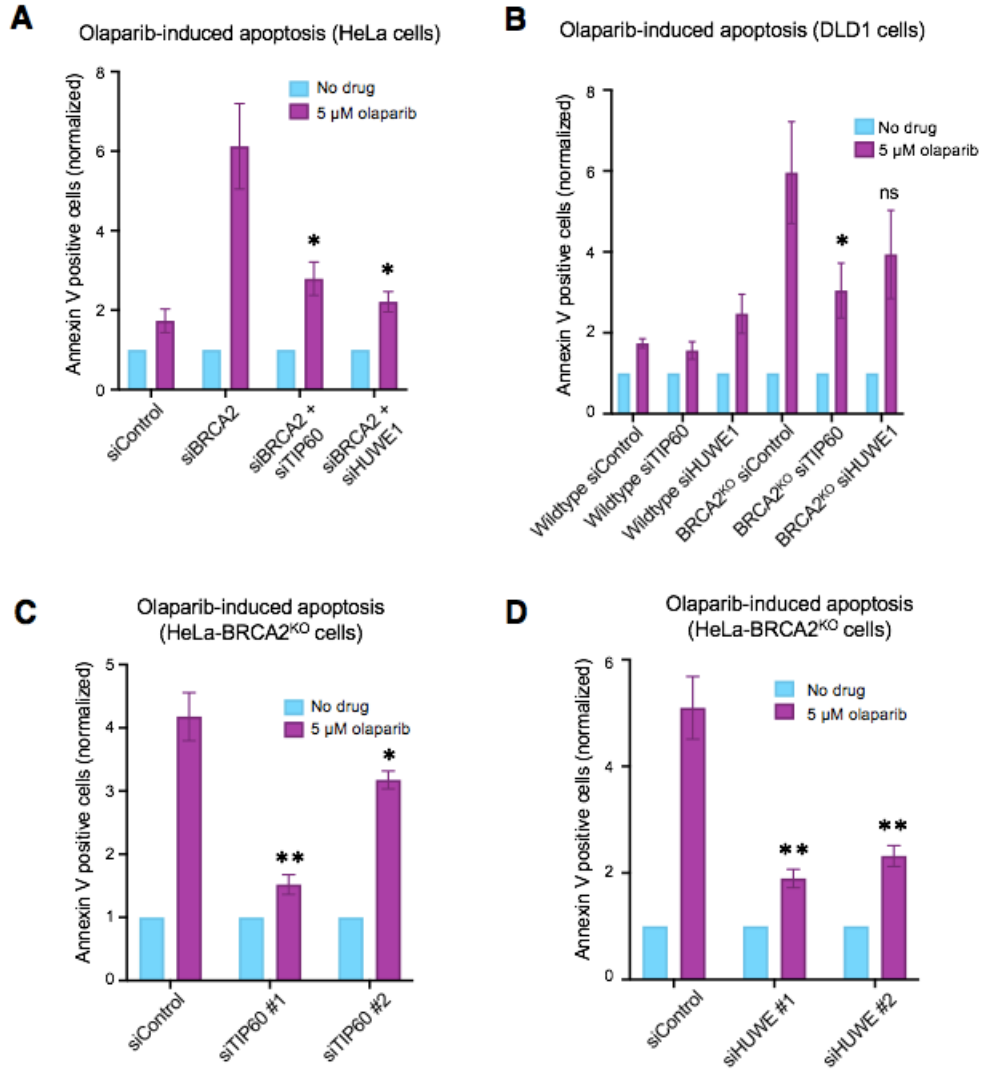 A
Olaparib-induced apoptosis (HeLa cells)
Annexin V positive cells (normalized)
8
6
4
2
0
No drug
5 µM olaparib
*
*
siControl
siBRCA2
siBRCA2 +
siTIP60
siBRCA2 +
siHUWE1
B
Olaparib-induced apoptosis (DLD1 cells)
Annexin V positive cells (normalized)
8
6
4
2
0
No drug
5 µM olaparib
*
ns
Wildtype siControl
Wildtype siTIP60
Wildtype siHUWE1
BRCA2ᴷᴼ siControl
BRCA2ᴷᴼ siTIP60
BRCA2ᴷᴼ siHUWE1
C
Olaparib-induced apoptosis
(HeLa-BRCA2ᴷᴼ cells)
Annexin V positive cells (normalized)
5
4
3
2
1
0
No drug
5 µM olaparib
**
*
siControl
siTIP60 #1
siTIP60 #2
D
Olaparib-induced apoptosis
(HeLa-BRCA2ᴷᴼ cells)
Annexin V positive cells (normalized)
6
4
2
0
No drug
5 µM olaparib
**
**
siControl
siHUWE #1
siHUWE #2